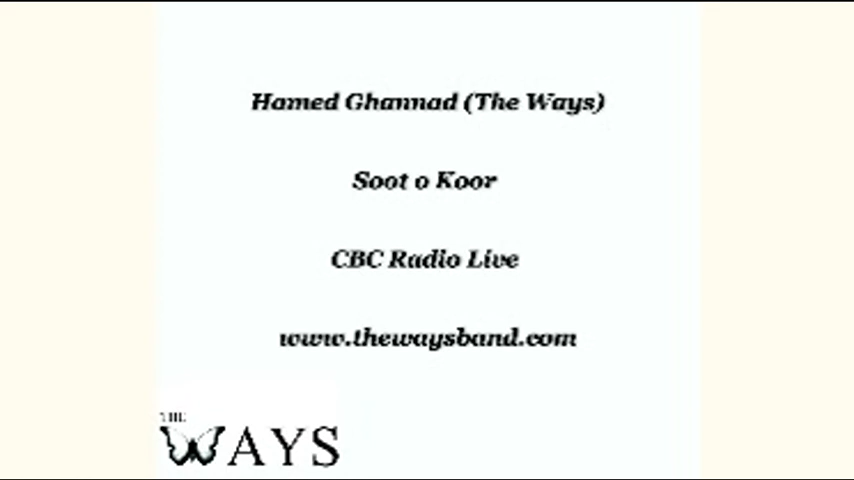 Hamed Ghannad (The Ways)
Soot o Koor
CBC Radio Live
www.thewaysband.com
THE
WAYS